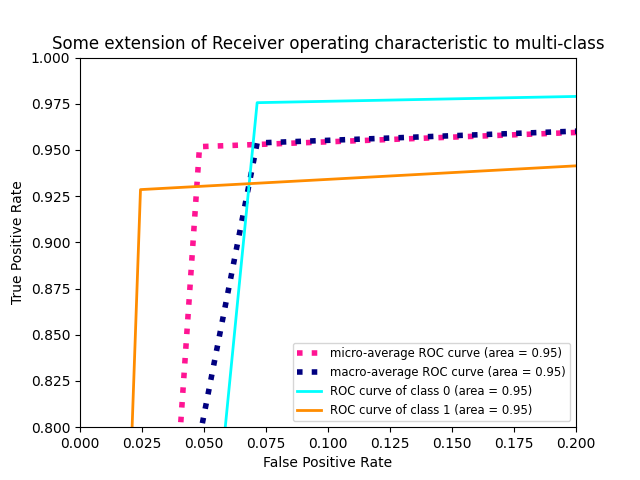 Some extension of Receiver operating characteristic to multi-class
1.000
0.975
0.950
0.925
0.900
0.875
0.850
0.825
0.800
True Positive Rate
micro-average ROC curve (area = 0.95)
macro-average ROC curve (area = 0.95)
ROC curve of class 0 (area = 0.95)
ROC curve of class 1 (area = 0.95)
0.000 0.025 0.050 0.075 0.100 0.125 0.150 0.175 0.200
False Positive Rate